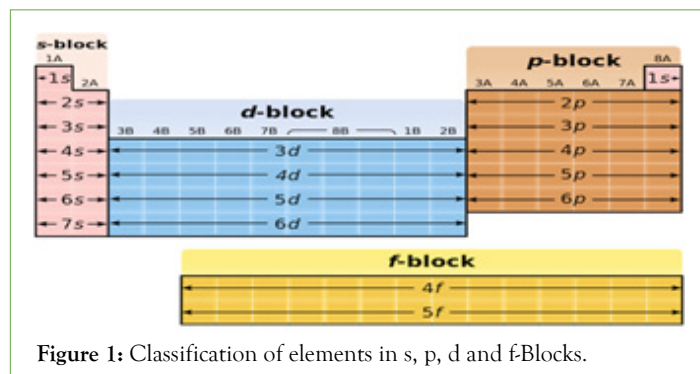 s-block
1A
2A
1s
2s
3s
4s
5s
6s
7s
d-block
3B 4B 5B 6B 7B 8B 1B 2B
3d
4d
5d
6d
p-block
8A
3A 4A 5A 6A 7A
1s
2p
3p
4p
5p
6p
f-block
4f
5f
Figure 1: Classification of elements in s, p, d and f-Blocks.